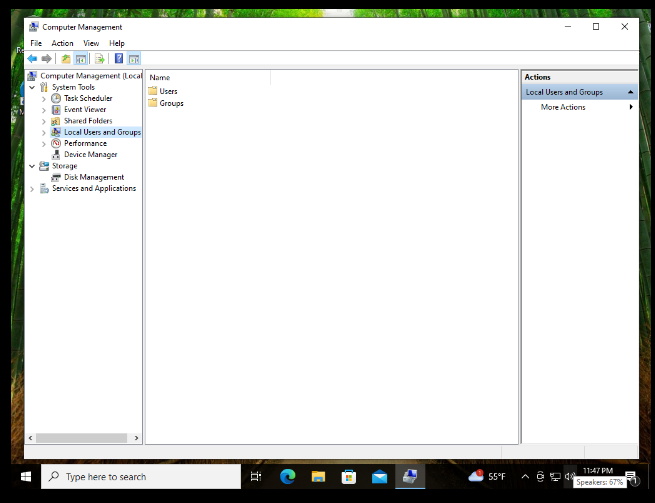 Computer Management
File Action View Help
Computer Management (Local
System Tools
Task Scheduler
Event Viewer
Shared Folders
Local Users and Groups
Performance
Device Manager
Storage
Disk Management
Services and Applications
Name
Users
Groups
Actions
Local Users and Groups
More Actions
Type here to search
55°F
11:47 PM
Speakers: 67%
1